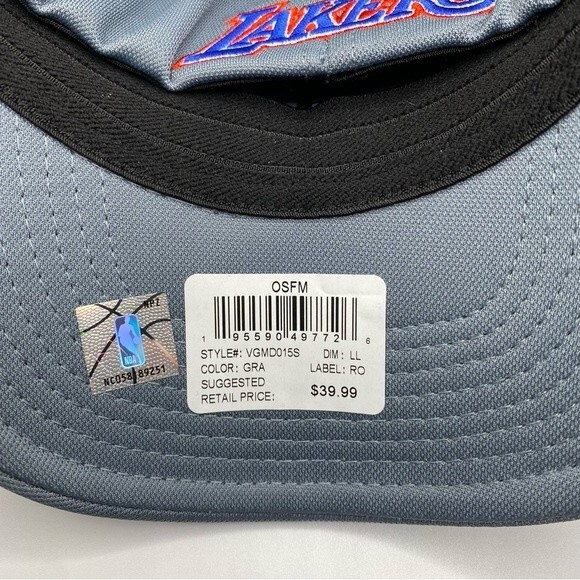 LAKERS
OSFM
1 95590 49772 6
STYLE#: VGMD015S DIM: LL
COLOR: GRA LABEL: RO
SUGGESTED
RETAIL PRICE: $39.99
NBA